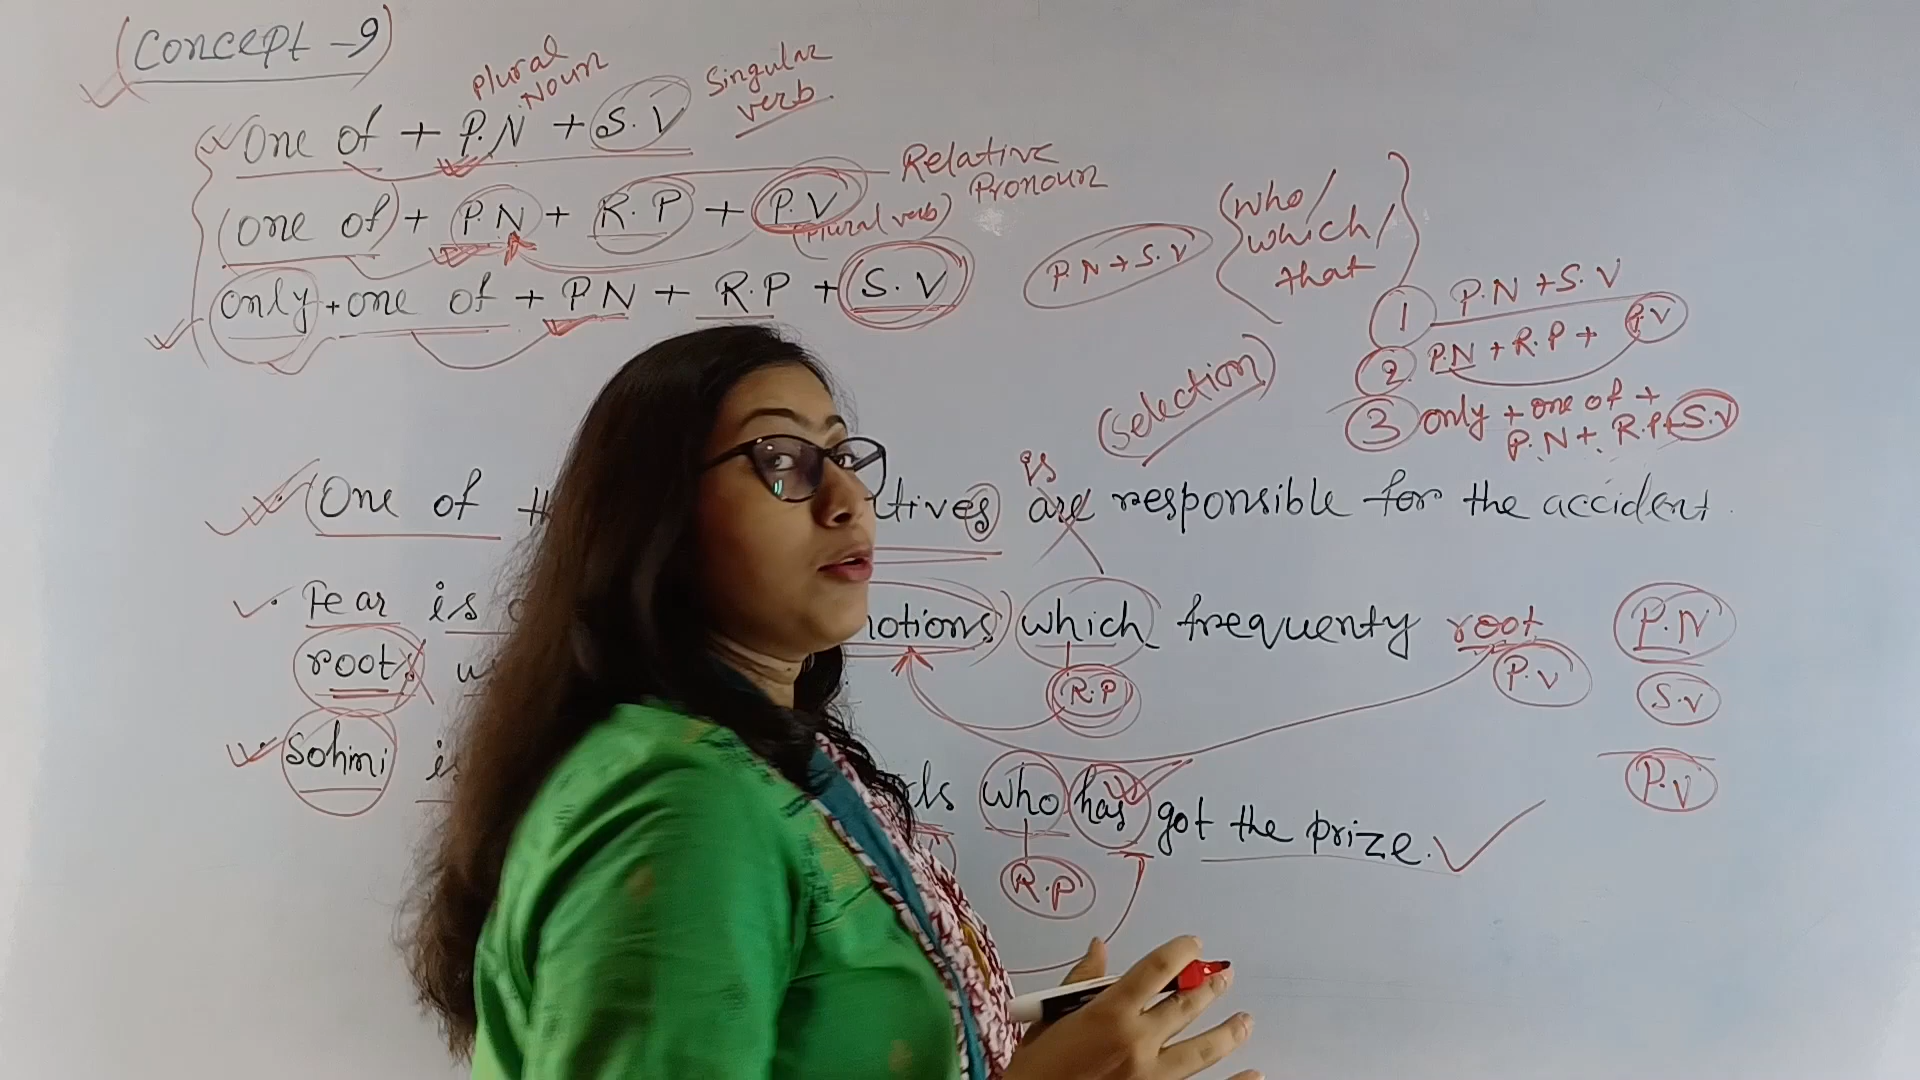 (Concept -9)
Plural
Noun
Singular
verb
One of + P.N + S.V
Relative
Pronoun
(one of) + P.N + R.P + P.V
(Plural verb)
only + one of + P.N + R.P + S.V
P.N + S.V
(who/
which/
that
1 P.N + S.V
2. P.N + R.P + P.V
3 only + one of +
P.N + R.P + S.V
(Selection)
is
One of tives are responsible for the accident.
Fear is which frequenty root
P.N
roots
R.P
P.V
S.V
Sohmi who has got the prize.
P.V
R.P